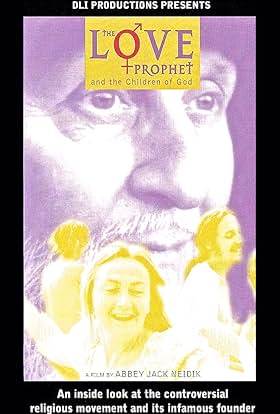 DLI PRODUCTIONS PRESENTS
THE
LOVE
PROPHET
and the Children of God
A FILM BY ABBEY JACK NEIDIK
An inside look at the controversial
religious movement and its infamous founder